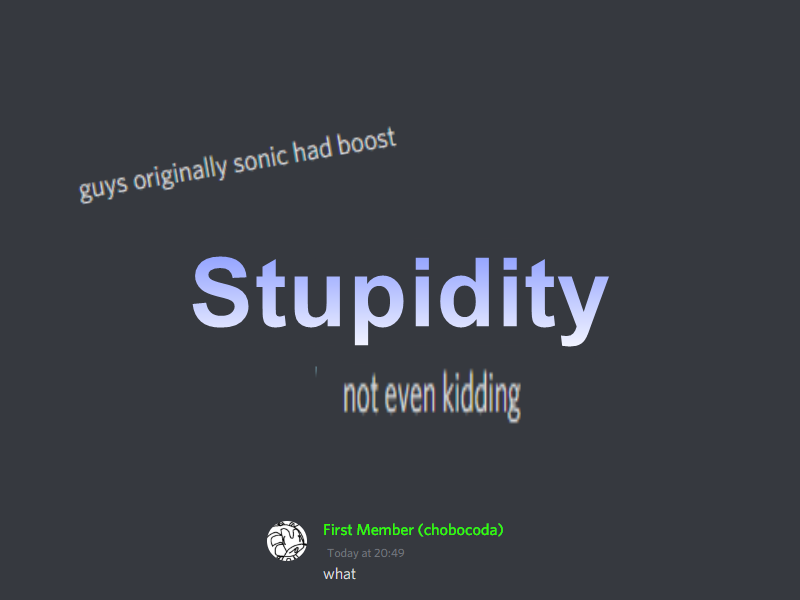 guys originally sonic had boost
Stupidity
not even kidding
First Member (chobocoda)
Today at 20:49
what